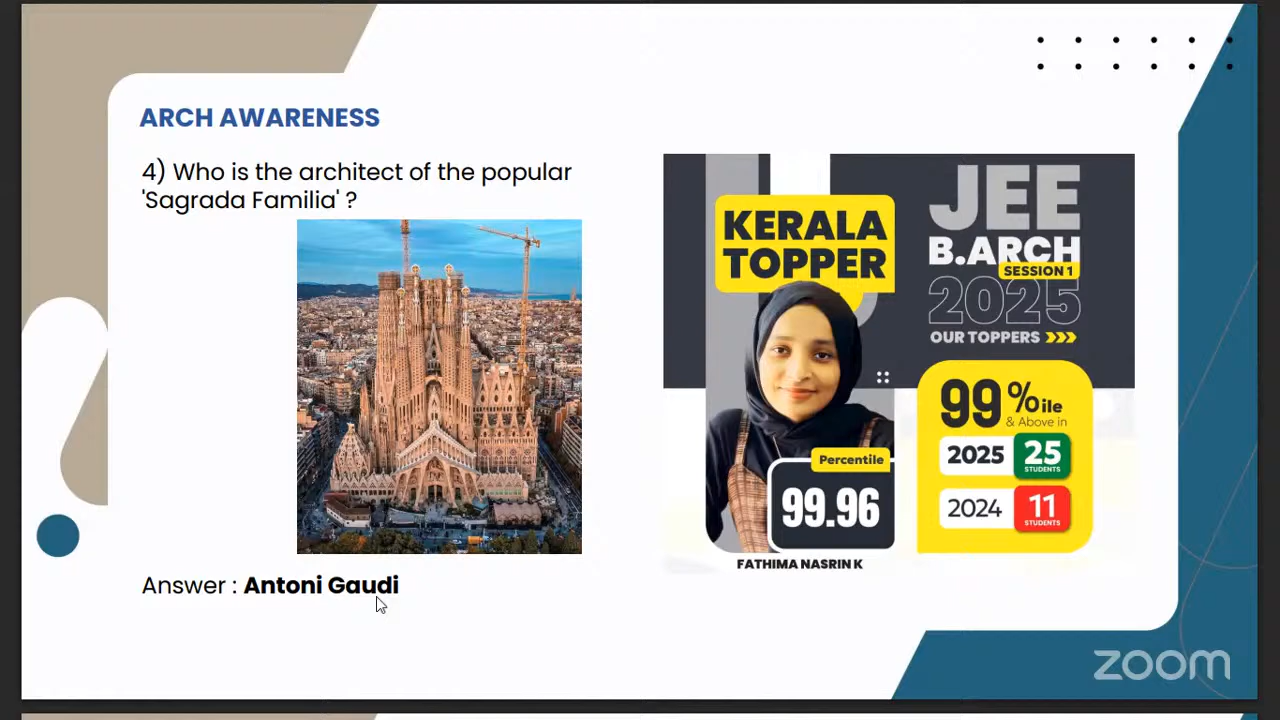 ARCH AWARENESS
4) Who is the architect of the popular
'Sagrada Familia' ?
Answer : Antoni Gaudi
KERALA
TOPPER
JEE
B.ARCH
SESSION 1
2025
OUR TOPPERS >>>
99%ile
& Above in
2025 25
STUDENTS
2024 11
STUDENTS
Percentile
99.96
FATHIMA NASRIN K
zoom